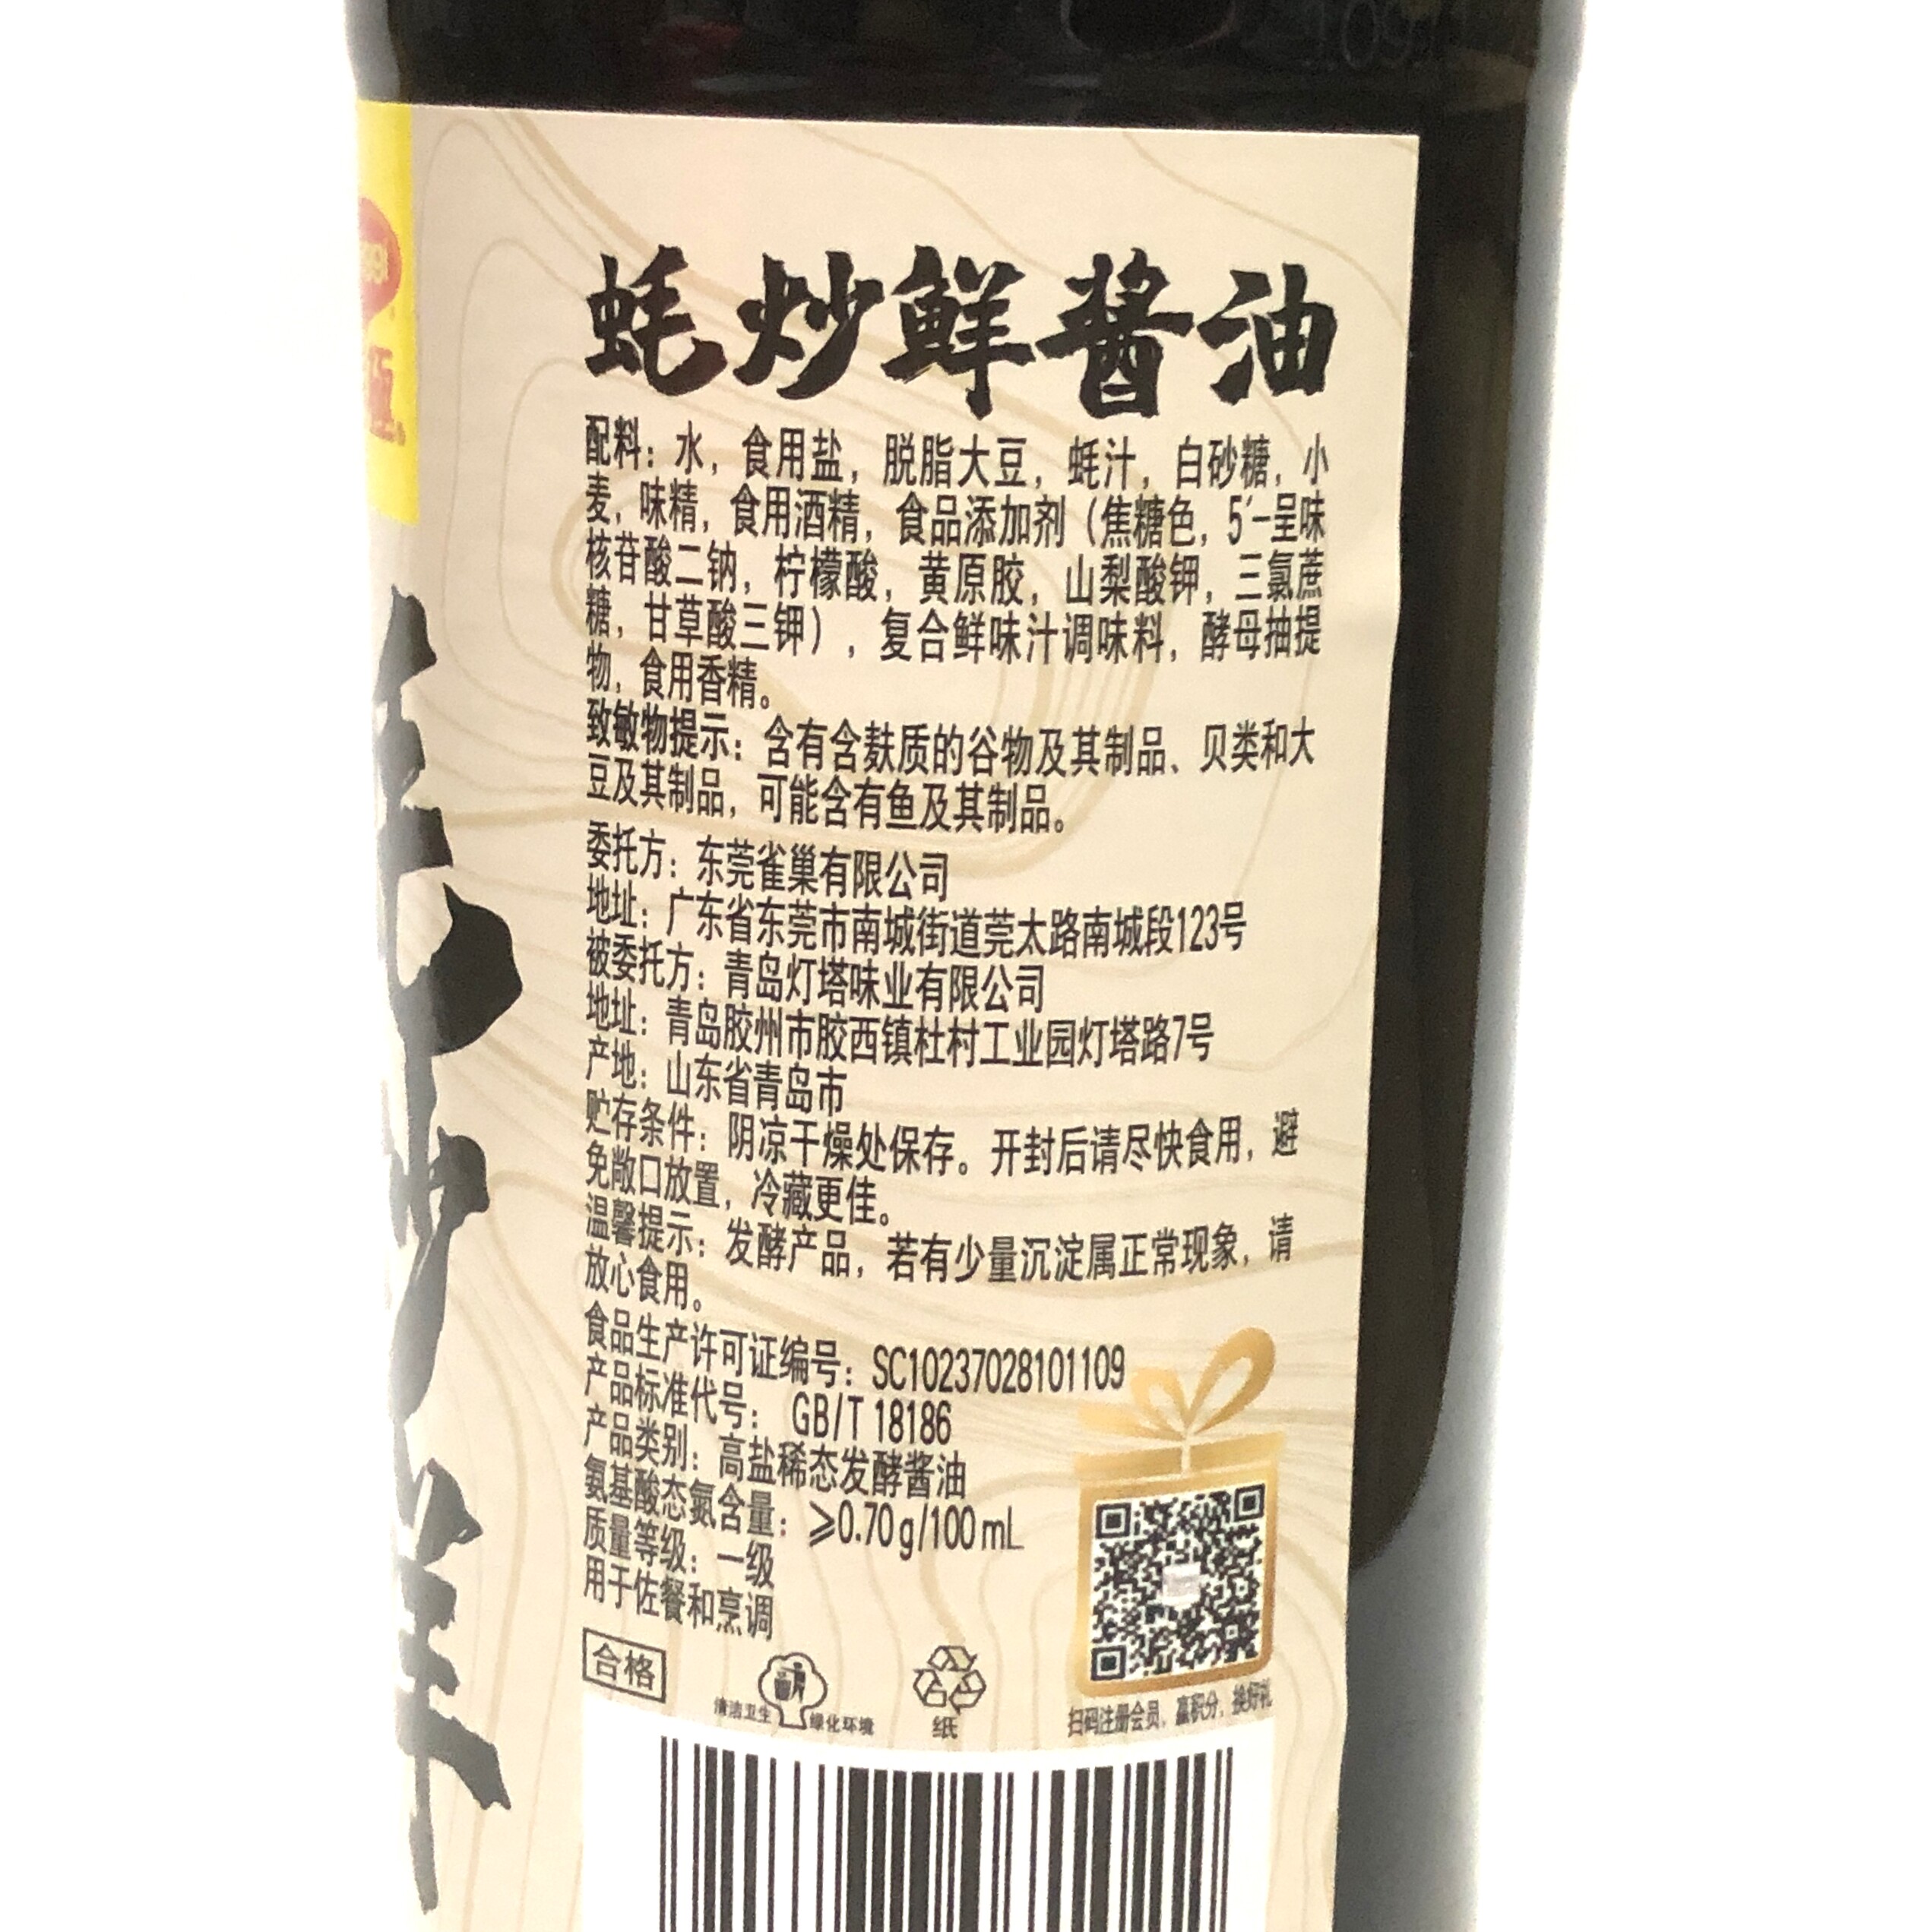 蚝炒鲜酱油
配料：水，食用盐，脱脂大豆，蚝汁，白砂糖，小
麦，味精，食用酒精，食品添加剂（焦糖色，5′-呈味
核苷酸二钠，柠檬酸，黄原胶，山梨酸钾，三氯蔗
糖，甘草酸三钾），复合鲜味汁调味料，酵母抽提
物，食用香精。
致敏物提示：含有含麸质的谷物及其制品、贝类和大
豆及其制品，可能含有鱼及其制品。
委托方：东莞雀巢有限公司
地址：广东省东莞市南城街道莞太路南城段123号
被委托方：青岛灯塔味业有限公司
地址：青岛胶州市胶西镇杜村工业园灯塔路7号
产地：山东省青岛市
贮存条件：阴凉干燥处保存。开封后请尽快食用，避
免敞口放置，冷藏更佳。
温馨提示：发酵产品，若有少量沉淀属正常现象，请
放心食用。
食品生产许可证编号：SC10237028101109
产品标准代号： GB/T 18186
产品类别：高盐稀态发酵酱油
氨基酸态氮含量：≥0.70g/100mL
质量等级：一级
用于佐餐和烹调
合格
清洁卫生 绿化环境
纸
扫码注册会员，赢积分，换好礼